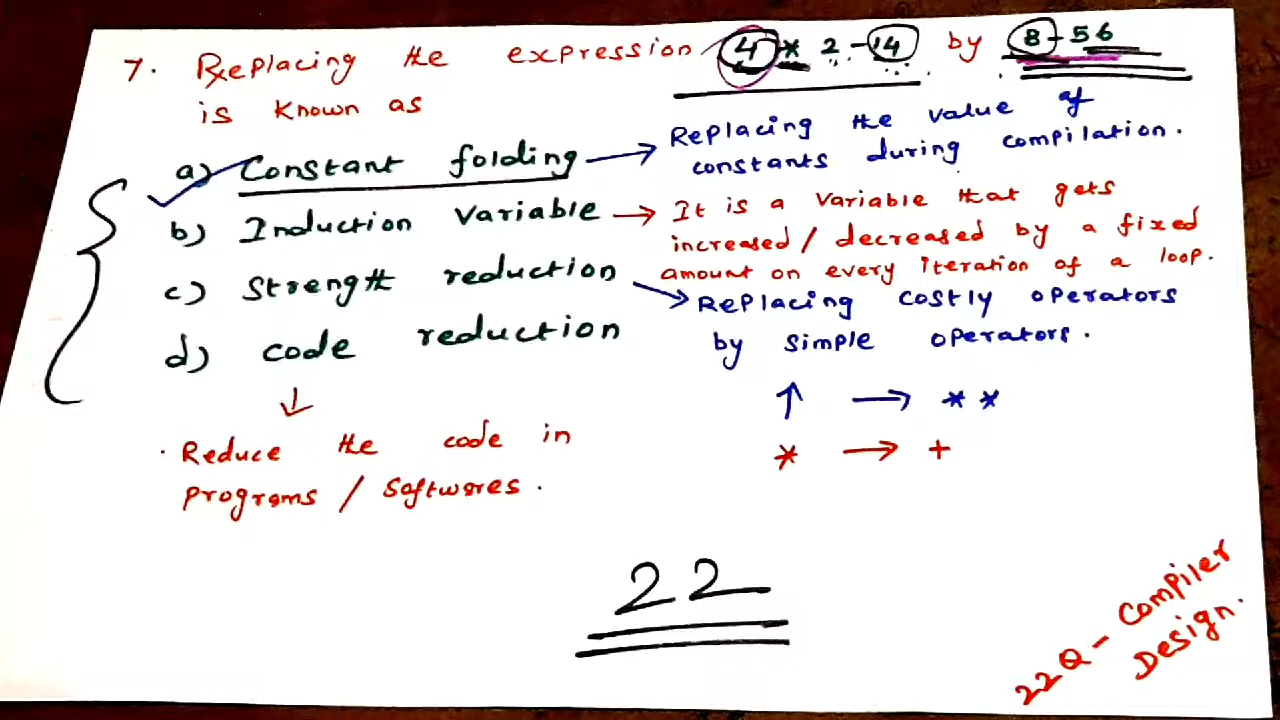 7. Replacing the expression 4 * 2 - 14 by 8 - 56
is known as
a) Constant folding → Replacing the value of
constants during compilation.
b) Induction Variable → It is a variable that gets
increased / decreased by a fixed
amount on every iteration of a loop.
c) Strength reduction → Replacing costly operators
by simple operators.
d) code reduction
↑ → * *
* → +
↓
. Reduce the code in
programs / softwares.
22
22Q - Compiler
Design.